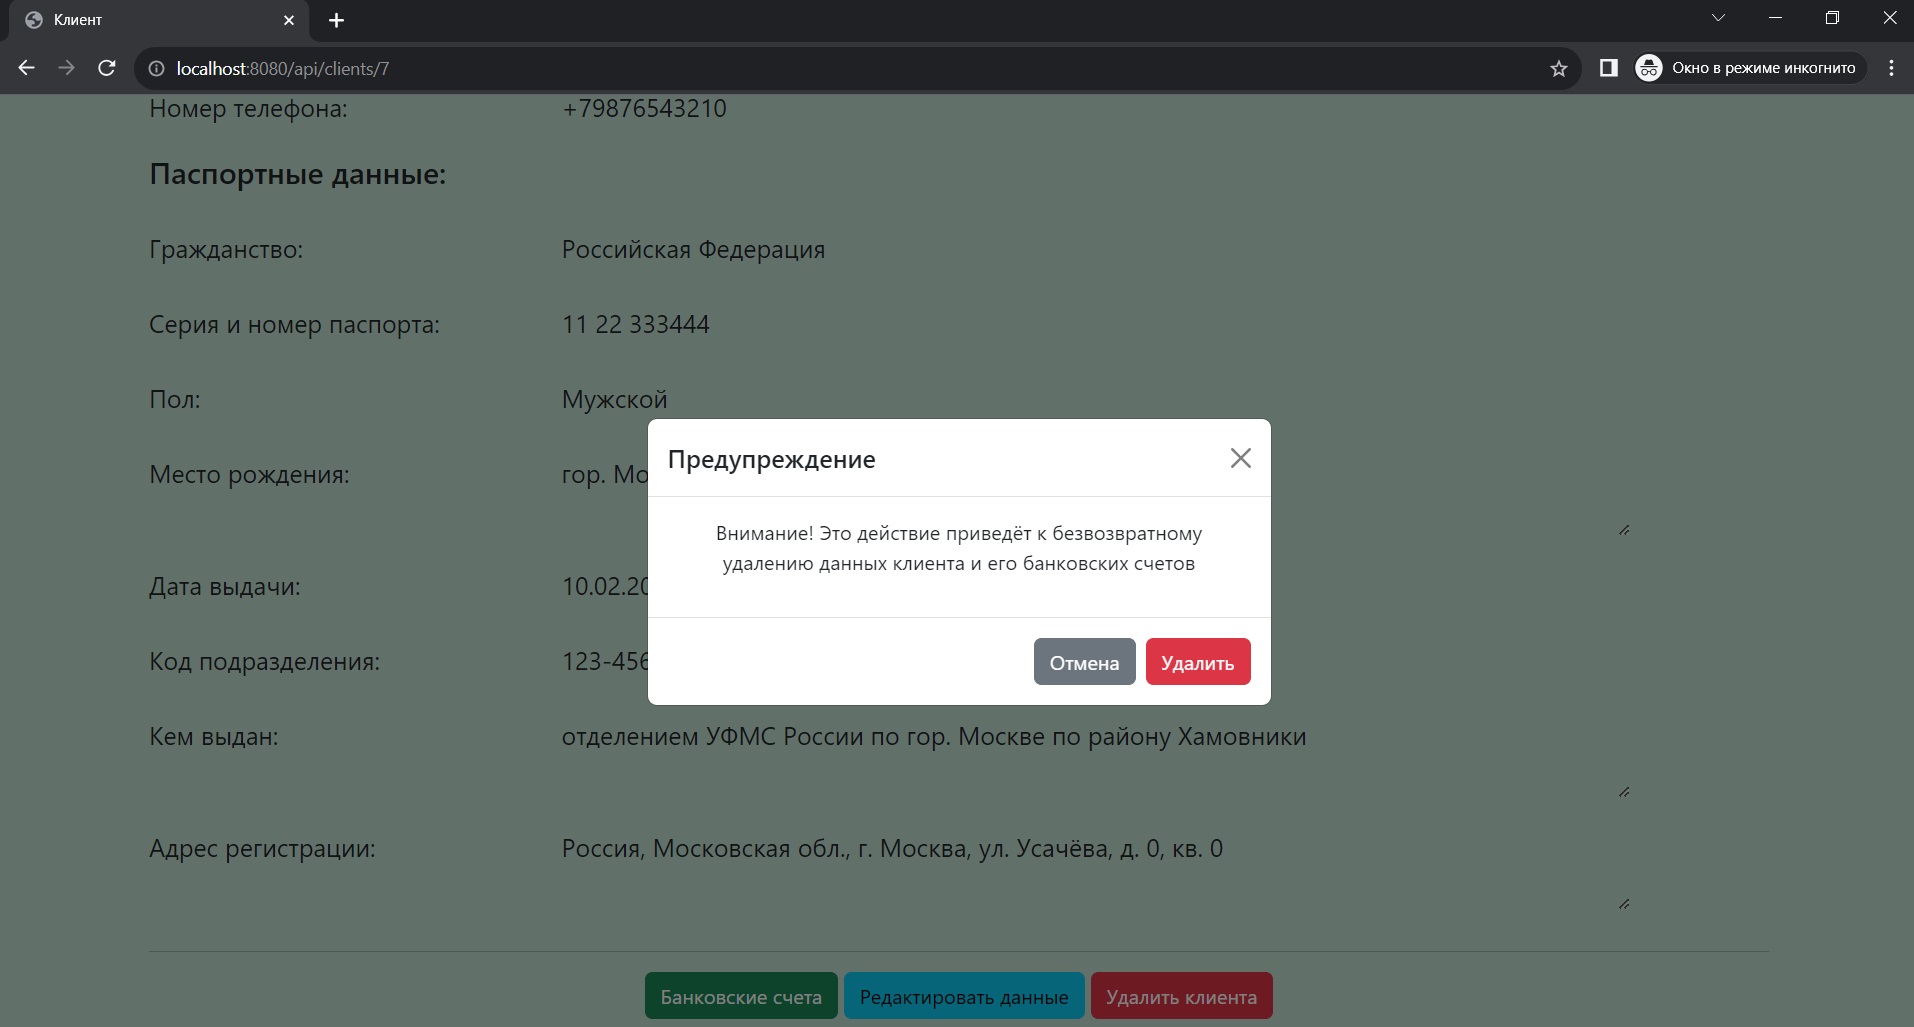 Клиент
localhost:8080/api/clients/7
Окно в режиме инкогнито
Номер телефона: +79876543210
Паспортные данные:
Гражданство: Российская Федерация
Серия и номер паспорта: 11 22 333444
Пол: Мужской
Предупреждение
Место рождения: гор.
Внимание! Это действие приведёт к безвозвратному
удалению данных клиента и его банковских счетов
Дата выдачи: 10.02.20
Код подразделения: 123-456
Отмена Удалить
Кем выдан: отделением УФМС России по гор. Москве по району Хамовники
Адрес регистрации: Россия, Московская обл., г. Москва, ул. Усачёва, д. 0, кв. 0
Банковские счета Редактировать данные Удалить клиента